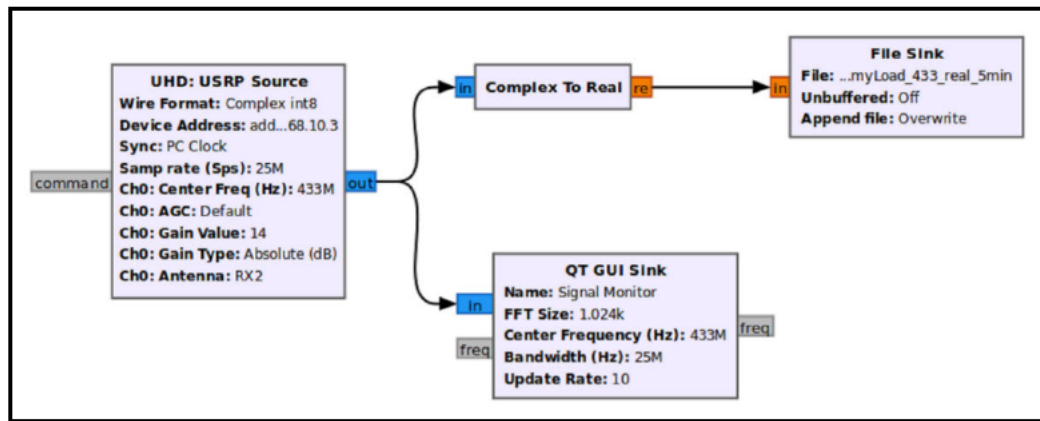 UHD: USRP Source
Wire Format: Complex int8
Device Address: add...68.10.3
Sync: PC Clock
Samp rate (Sps): 25M
Ch0: Center Freq (Hz): 433M
Ch0: AGC: Default
Ch0: Gain Value: 14
Ch0: Gain Type: Absolute (dB)
Ch0: Antenna: RX2
command
out
in
Complex To Real
re
in
File Sink
File: ...myLoad_433_real_5min
Unbuffered: Off
Append file: Overwrite
in
freq
QT GUI Sink
Name: Signal Monitor
FFT Size: 1.024k
Center Frequency (Hz): 433M
Bandwidth (Hz): 25M
Update Rate: 10
freq